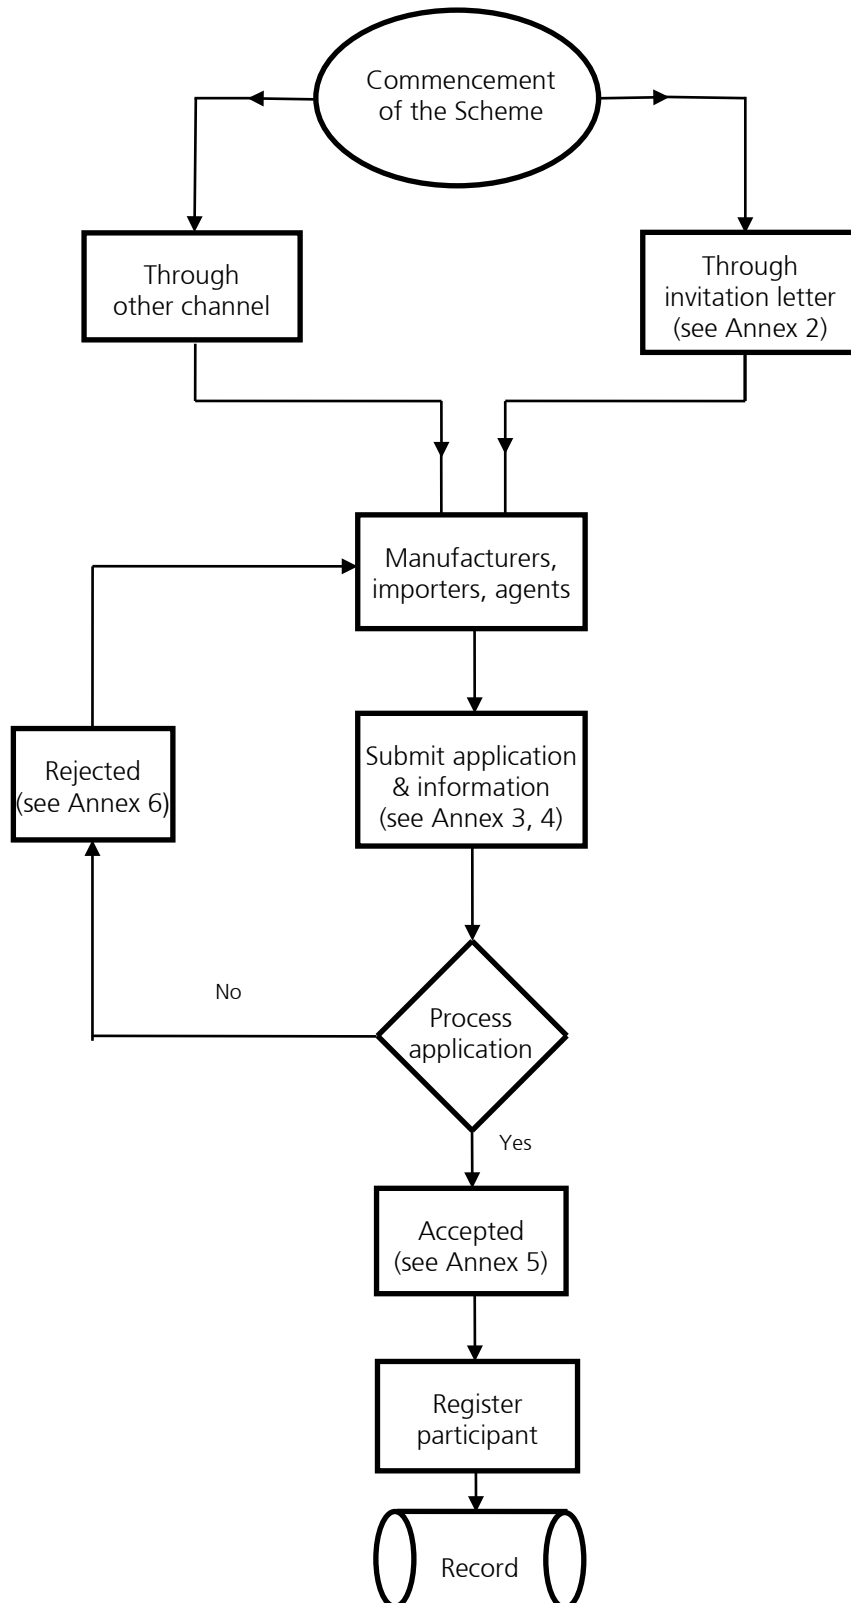 Commencement
of the Scheme
Through
other channel
Through
invitation letter
(see Annex 2)
Manufacturers,
importers, agents
Rejected
(see Annex 6)
Submit application
& information
(see Annex 3, 4)
No
Process
application
Yes
Accepted
(see Annex 5)
Register
participant
Record